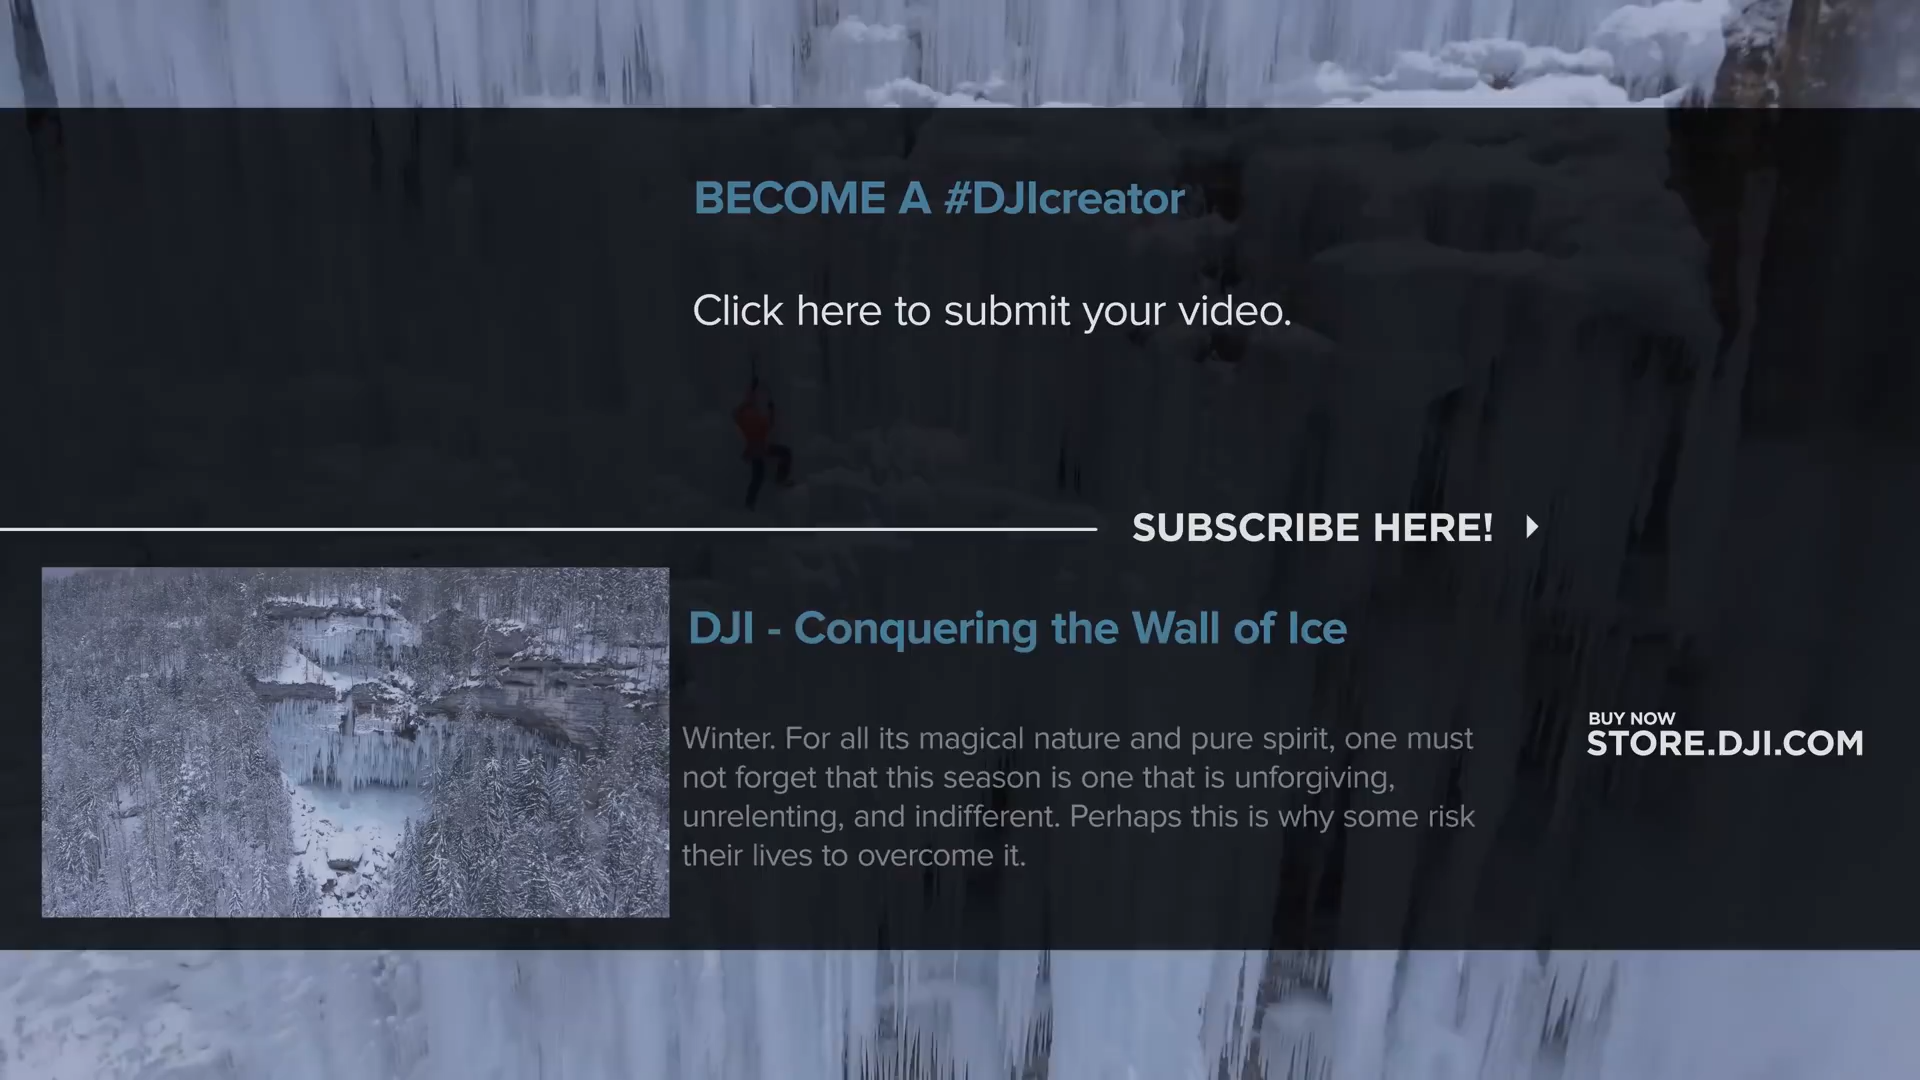 BECOME A #DJIcreator
Click here to submit your video.
SUBSCRIBE HERE!
DJI - Conquering the Wall of Ice
Winter. For all its magical nature and pure spirit, one must
not forget that this season is one that is unforgiving,
unrelenting, and indifferent. Perhaps this is why some risk
their lives to overcome it.
BUY NOW
STORE.DJI.COM